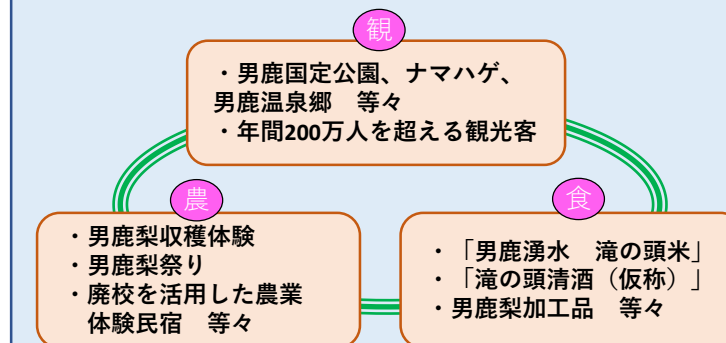 観
・男鹿国定公園、ナマハゲ、
男鹿温泉郷　等々
・年間200万人を超える観光客
農
・男鹿梨収穫体験
・男鹿梨祭り
・廃校を活用した農業
体験民宿　等々
食
・「男鹿湧水　滝の頭米」
・「滝の頭清酒（仮称）」
・男鹿梨加工品　等々